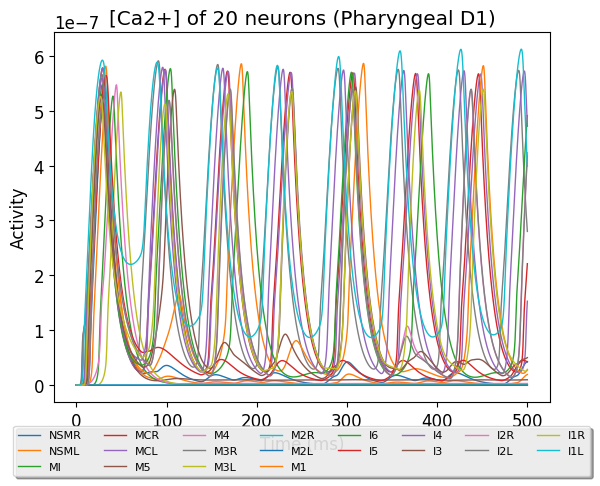 [Ca2+] of 20 neurons (Pharyngeal D1)
1e−7
6
5
4
3
2
1
0
Activity
0 100 200 300 400 500
Time (ms)
NSMR MCR M4 M2R I6 I4 I2R I1R
NSML MCL M3R M2L I5 I3 I2L I1L
MI M5 M3L M1